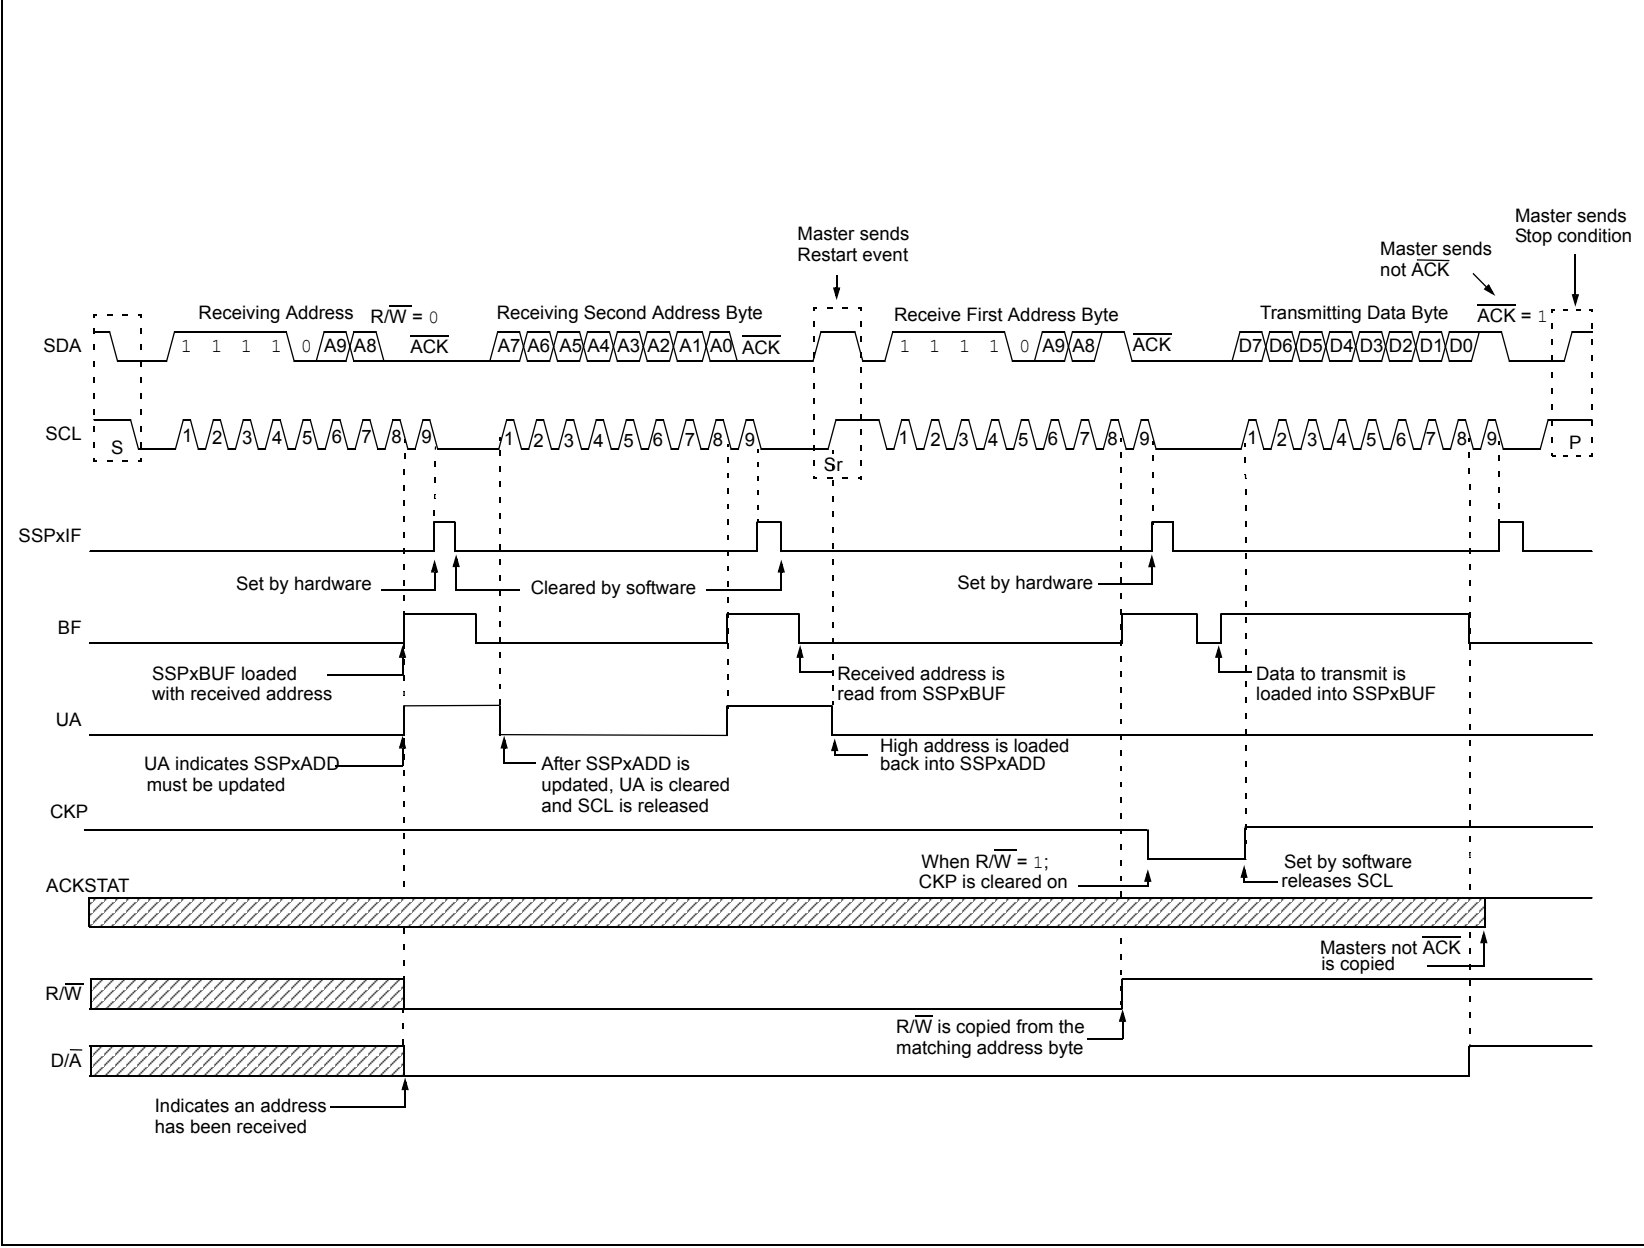 Master sends
Stop condition
Master sends
Restart event
Master sends
not ACK
Receiving Address R/W = 0
Receiving Second Address Byte
Receive First Address Byte
Transmitting Data Byte
ACK = 1
SDA 1 1 1 1 0 A9 A8 ACK A7 A6 A5 A4 A3 A2 A1 A0 ACK 1 1 1 1 0 A9 A8 ACK D7 D6 D5 D4 D3 D2 D1 D0
SCL S 1 2 3 4 5 6 7 8 9 1 2 3 4 5 6 7 8 9 Sr 1 2 3 4 5 6 7 8 9 1 2 3 4 5 6 7 8 9 P
SSPxIF
Set by hardware
Cleared by software
Set by hardware
BF
SSPxBUF loaded
with received address
Received address is
read from SSPxBUF
Data to transmit is
loaded into SSPxBUF
UA
UA indicates SSPxADD
must be updated
After SSPxADD is
updated, UA is cleared
and SCL is released
High address is loaded
back into SSPxADD
CKP
When R/W = 1;
CKP is cleared on
Set by software
releases SCL
ACKSTAT
Masters not ACK
is copied
R/W
R/W is copied from the
matching address byte
D/A
Indicates an address
has been received